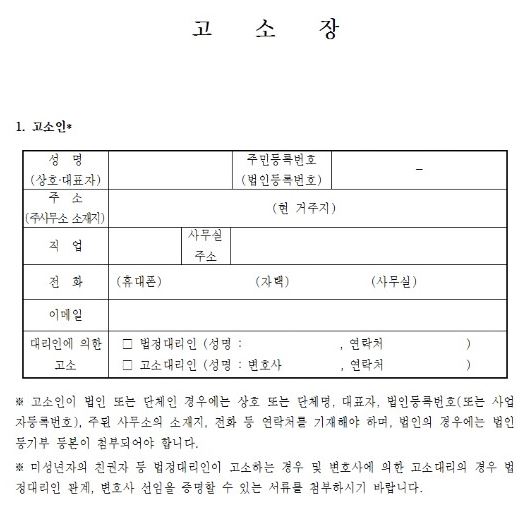 고 소 장
1. 고소인*
성 명 주민등록번호
(상호·대표자) (법인등록번호) -
주 소
(주사무소 소재지) (현 거주지)
직 업 사무실 주소
전 화 (휴대폰) (자택) (사무실)
이메일
대리인에 의한 고소
□ 법정대리인 (성명 : , 연락처 )
□ 고소대리인 (성명 : 변호사 , 연락처 )
※ 고소인이 법인 또는 단체인 경우에는 상호 또는 단체명, 대표자, 법인등록번호(또는 사업
자등록번호), 주된 사무소의 소재지, 전화 등 연락처를 기재해야 하며, 법인의 경우에는 법인
등기부 등본이 첨부되어야 합니다.
※ 미성년자의 친권자 등 법정대리인이 고소하는 경우 및 변호사에 의한 고소대리의 경우 법
정대리인 관계, 변호사 선임을 증명할 수 있는 서류를 첨부하시기 바랍니다.